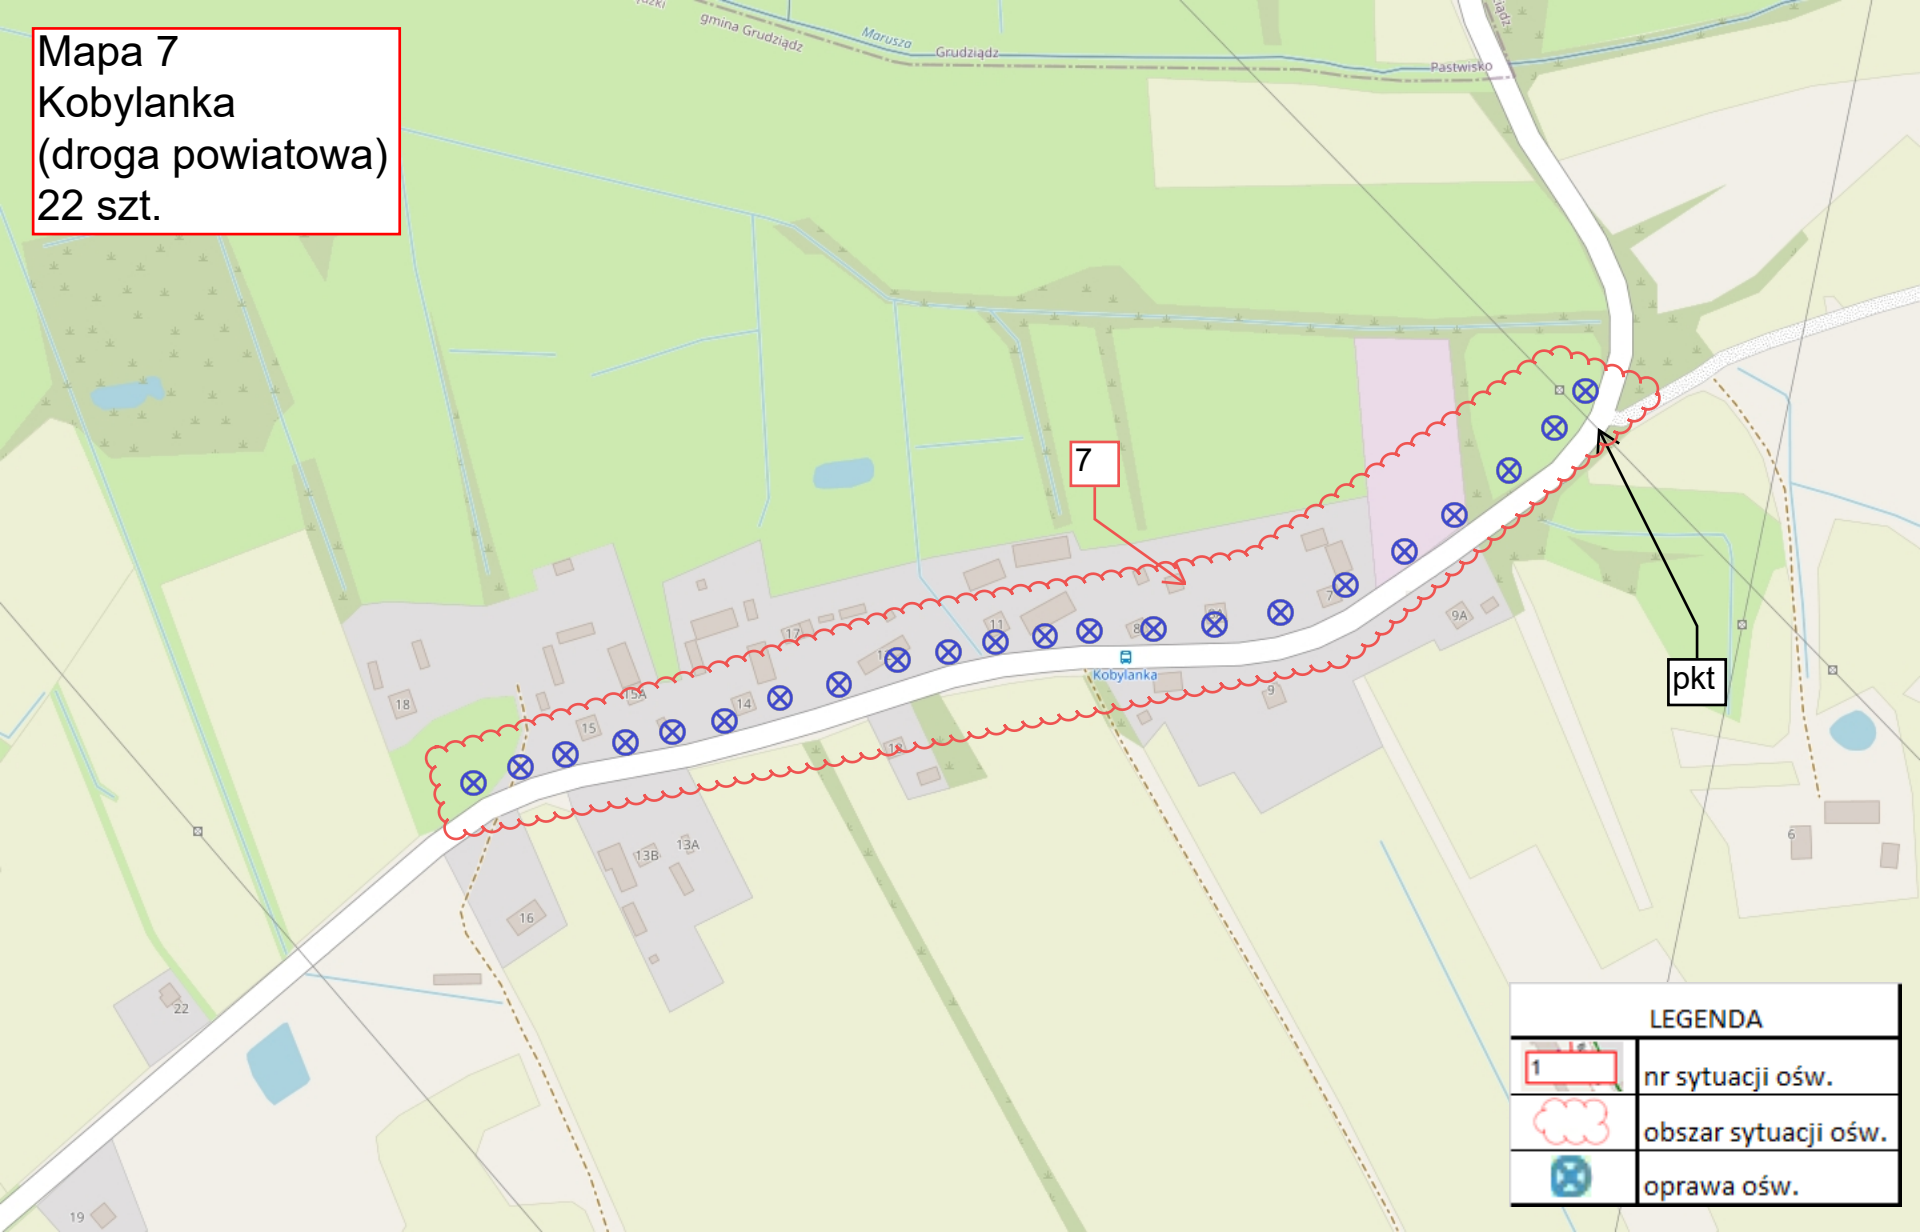 Mapa 7
Kobylanka
(droga powiatowa)
22 szt.
gmina Grudziądz
Marusza
Grudziądz
Pastwisko
7
pkt
18
15A
15
14
17
11
8
7
9A
9
Kobylanka
13B
13A
16
22
19
6
LEGENDA
1
nr sytuacji ośw.
obszar sytuacji ośw.
oprawa ośw.